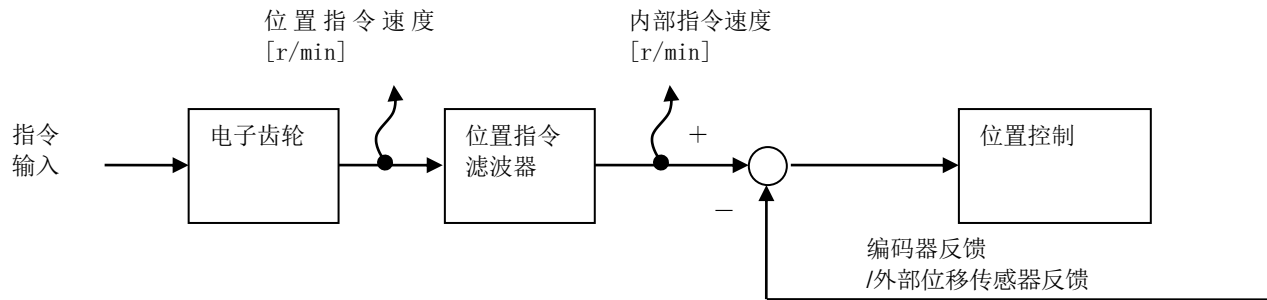 位置指令速度
[r/min]
内部指令速度
[r/min]
指令
输入
电子齿轮
位置指令
滤波器
+
−
位置控制
编码器反馈
/外部位移传感器反馈